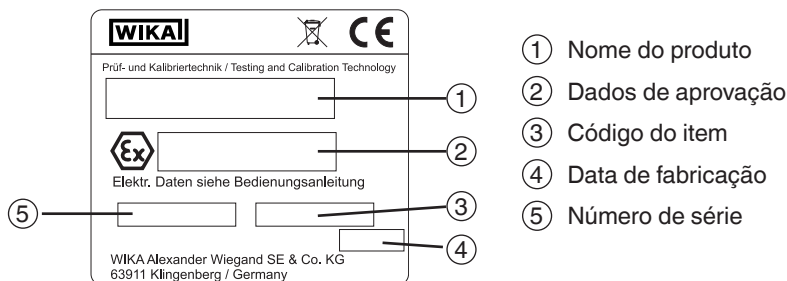 WIKA
CE
Prüf- und Kalibriertechnik / Testing and Calibration Technology
1
Ex
2
Elektr. Daten siehe Bedienungsanleitung
5
3
4
WIKA Alexander Wiegand SE & Co. KG
63911 Klingenberg / Germany
1 Nome do produto
2 Dados de aprovação
3 Código do item
4 Data de fabricação
5 Número de série